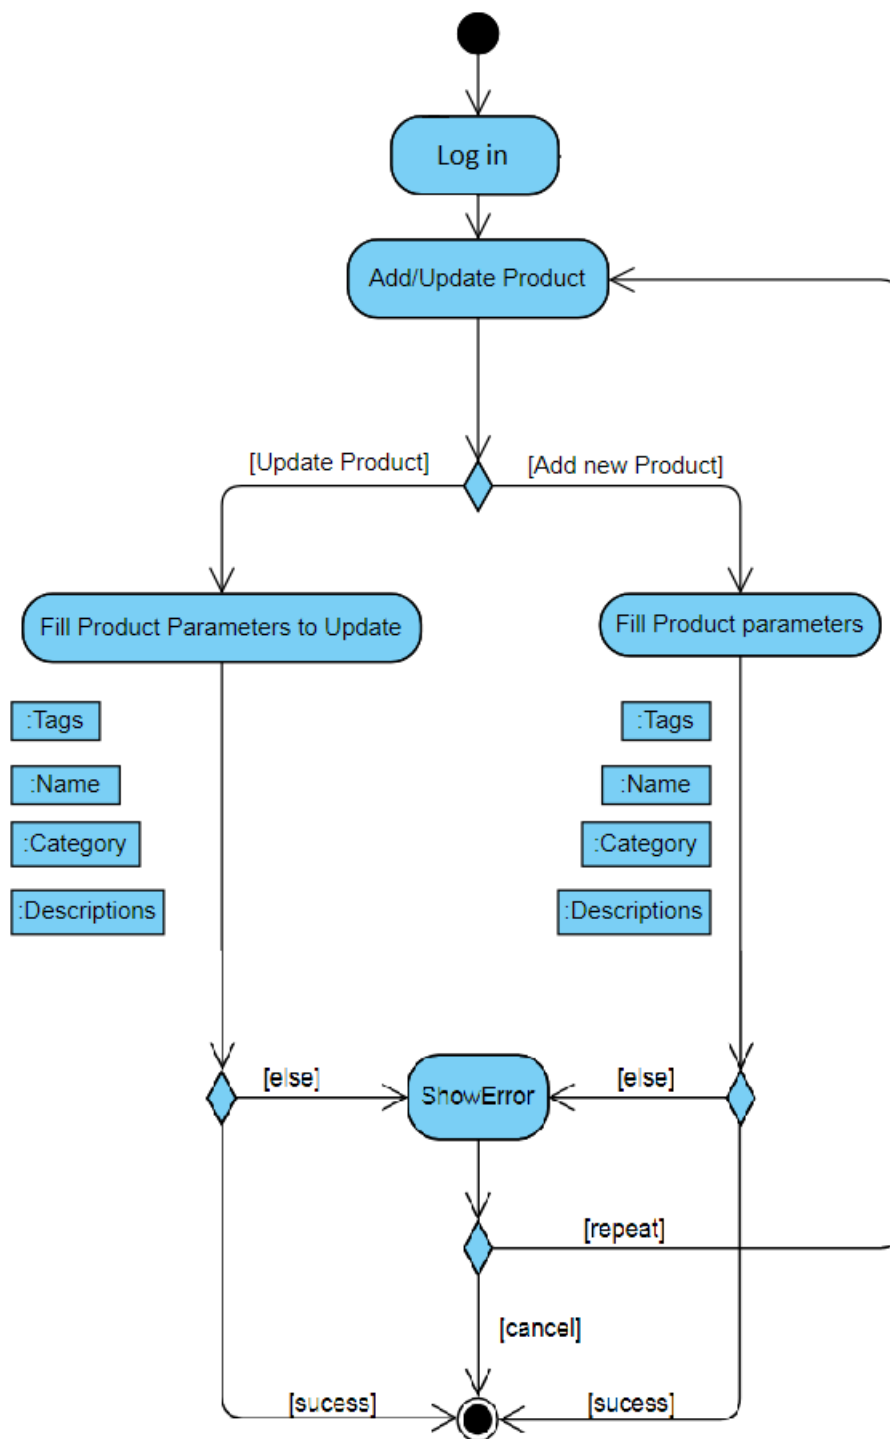 Log in
Add/Update Product
[Update Product]
[Add new Product]
Fill Product Parameters to Update
Fill Product parameters
:Tags
:Tags
:Name
:Name
:Category
:Category
:Descriptions
:Descriptions
[else]
ShowError
[else]
[repeat]
[cancel]
[sucess]
[sucess]